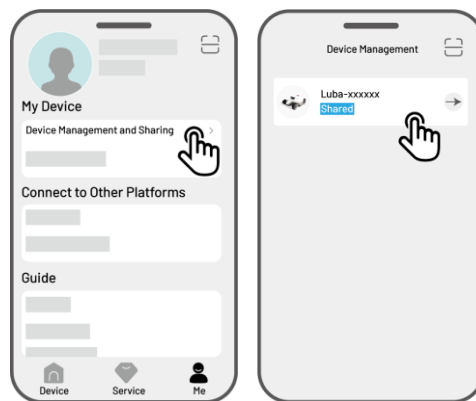 My Device
Device Management and Sharing
Connect to Other Platforms
Guide
Device
Service
Me
Device Management
Luba-xxxxxx
Shared